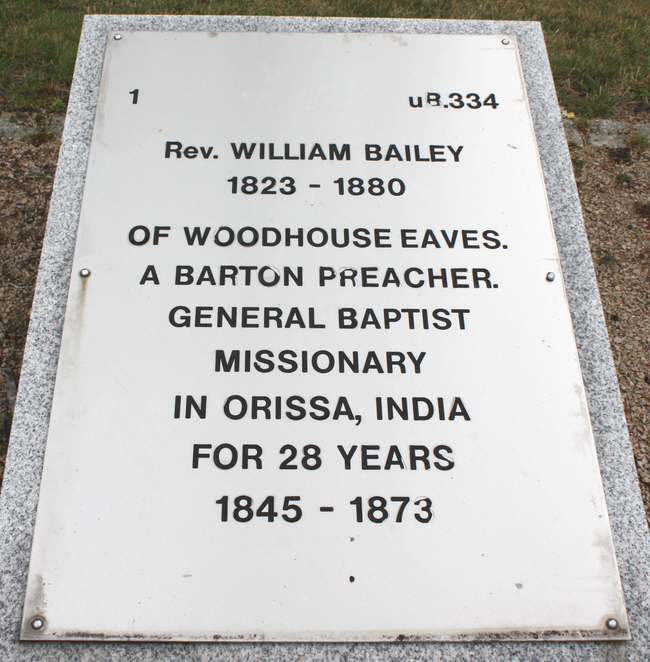 1 uB.334
Rev. WILLIAM BAILEY
1823 - 1880
OF WOODHOUSE EAVES.
A BARTON PREACHER.
GENERAL BAPTIST
MISSIONARY
IN ORISSA, INDIA
FOR 28 YEARS
1845 - 1873